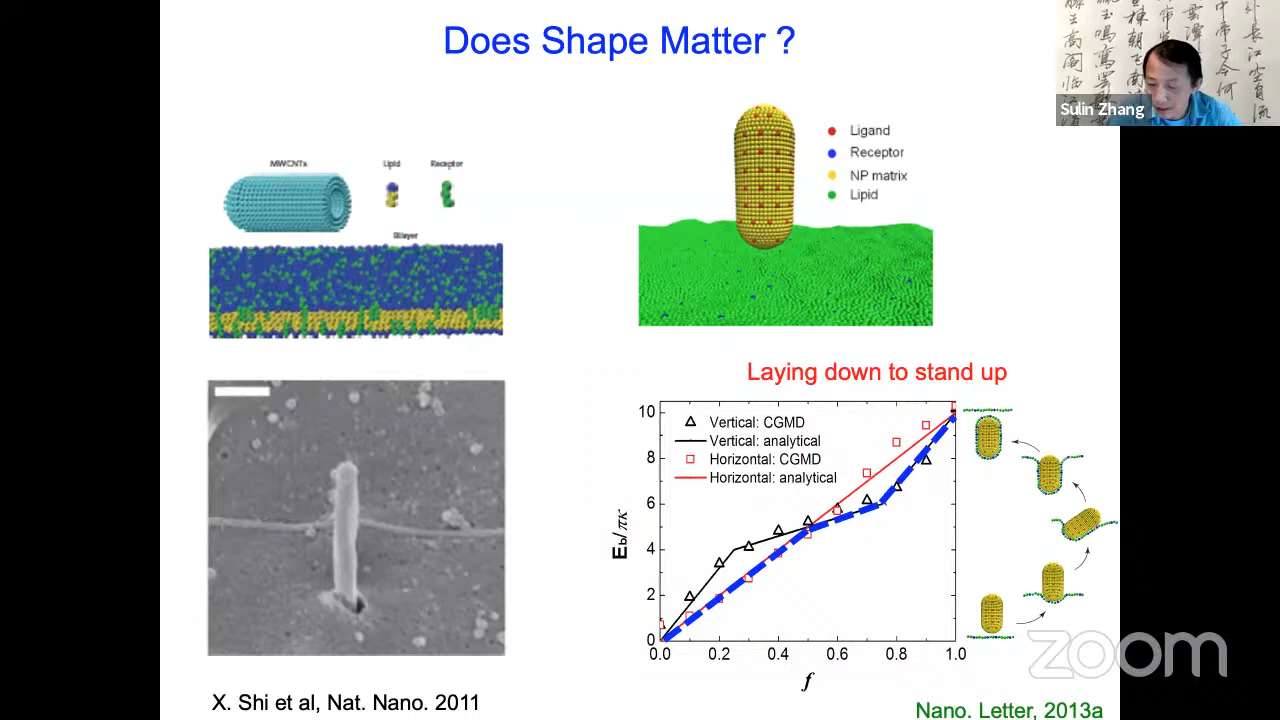 Does Shape Matter ?
Sulin Zhang
MWCNTs
Lipid
Receptor
Bilayer
Ligand
Receptor
NP matrix
Lipid
Laying down to stand up
Vertical: CGMD
Vertical: analytical
Horizontal: CGMD
Horizontal: analytical
10
8
6
4
2
0
E_b/πκ
0.0 0.2 0.4 0.6 0.8 1.0
f
X. Shi et al, Nat. Nano. 2011
Nano. Letter, 2013a
zoom